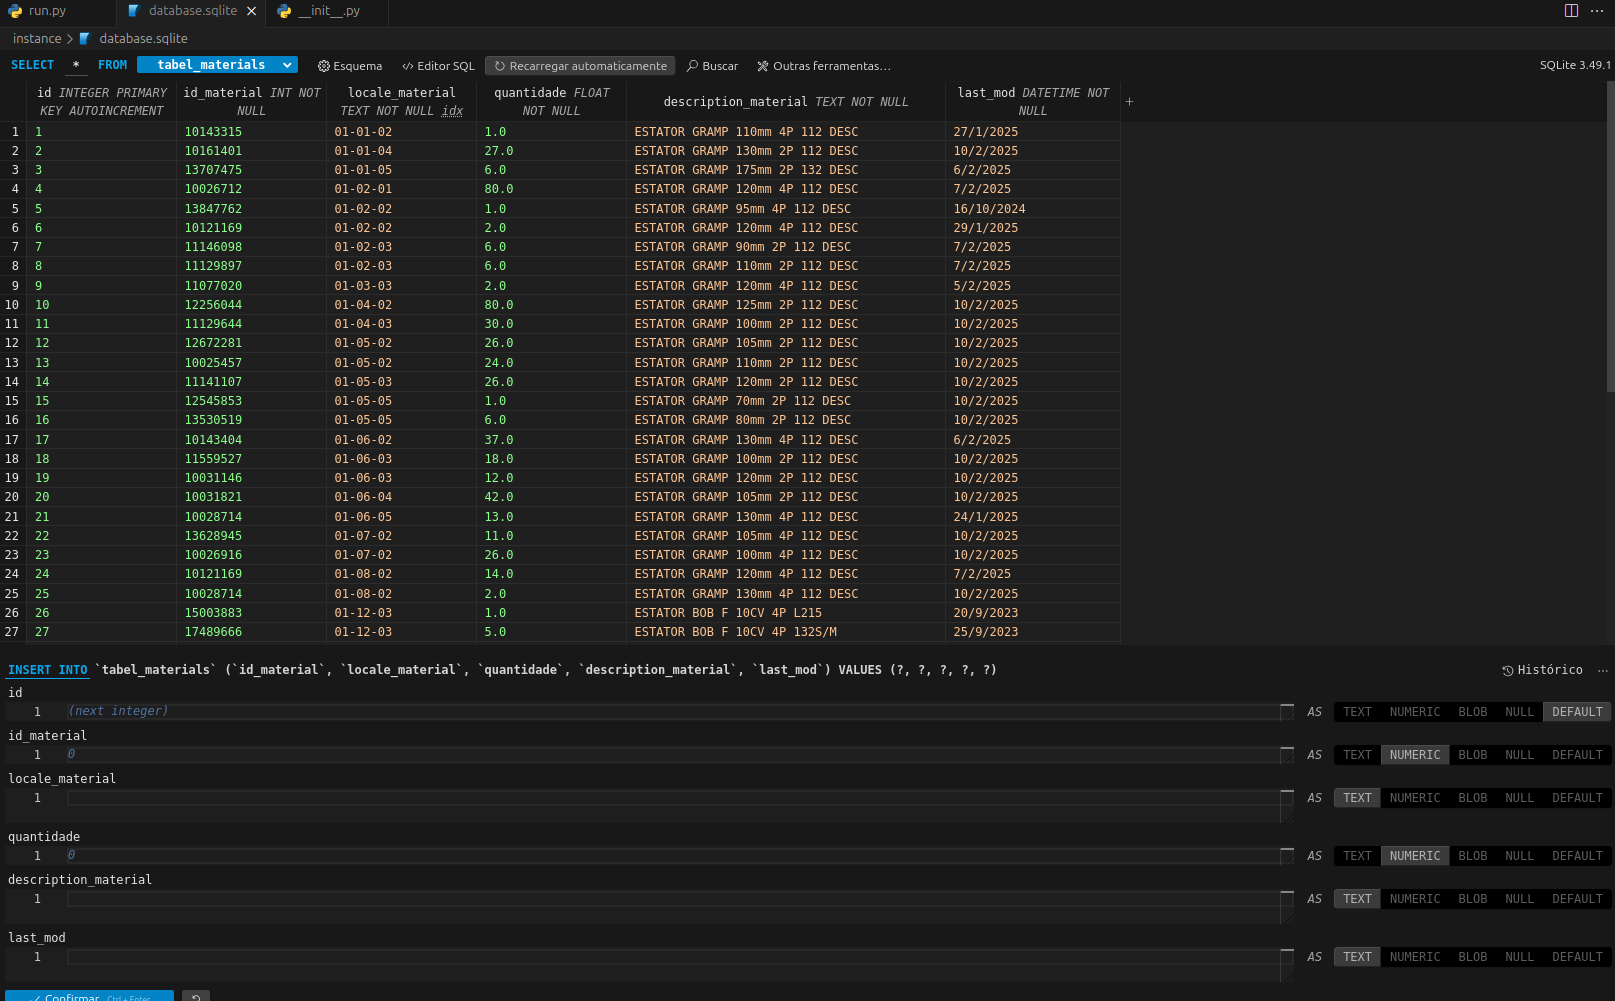 run.py database.sqlite __init__.py
instance > database.sqlite
SELECT * FROM tabel_materials Esquema Editor SQL Recarregar automaticamente Buscar Outras ferramentas... SQLite 3.49.1
id INTEGER PRIMARY KEY AUTOINCREMENT id_material INT NOT NULL locale_material TEXT NOT NULL idx quantidade FLOAT NOT NULL description_material TEXT NOT NULL last_mod DATETIME NOT NULL +
1 1 10143315 01-01-02 1.0 ESTATOR GRAMP 110mm 4P 112 DESC 27/1/2025
2 2 10161401 01-01-04 27.0 ESTATOR GRAMP 130mm 2P 112 DESC 10/2/2025
3 3 13707475 01-01-05 6.0 ESTATOR GRAMP 175mm 2P 132 DESC 6/2/2025
4 4 10026712 01-02-01 80.0 ESTATOR GRAMP 120mm 4P 112 DESC 7/2/2025
5 5 13847762 01-02-02 1.0 ESTATOR GRAMP 95mm 4P 112 DESC 16/10/2024
6 6 10121169 01-02-02 2.0 ESTATOR GRAMP 120mm 4P 112 DESC 29/1/2025
7 7 11146098 01-02-03 6.0 ESTATOR GRAMP 90mm 2P 112 DESC 7/2/2025
8 8 11129897 01-02-03 6.0 ESTATOR GRAMP 110mm 2P 112 DESC 7/2/2025
9 9 11077020 01-03-03 2.0 ESTATOR GRAMP 120mm 4P 112 DESC 5/2/2025
10 10 12256044 01-04-02 80.0 ESTATOR GRAMP 125mm 2P 112 DESC 10/2/2025
11 11 11129644 01-04-03 30.0 ESTATOR GRAMP 100mm 2P 112 DESC 10/2/2025
12 12 12672281 01-05-02 26.0 ESTATOR GRAMP 105mm 2P 112 DESC 10/2/2025
13 13 10025457 01-05-02 24.0 ESTATOR GRAMP 110mm 2P 112 DESC 10/2/2025
14 14 11141107 01-05-03 26.0 ESTATOR GRAMP 120mm 2P 112 DESC 10/2/2025
15 15 12545853 01-05-05 1.0 ESTATOR GRAMP 70mm 2P 112 DESC 10/2/2025
16 16 13530519 01-05-05 6.0 ESTATOR GRAMP 80mm 2P 112 DESC 10/2/2025
17 17 10143404 01-06-02 37.0 ESTATOR GRAMP 130mm 4P 112 DESC 6/2/2025
18 18 11559527 01-06-03 18.0 ESTATOR GRAMP 100mm 2P 112 DESC 10/2/2025
19 19 10031146 01-06-03 12.0 ESTATOR GRAMP 120mm 2P 112 DESC 10/2/2025
20 20 10031821 01-06-04 42.0 ESTATOR GRAMP 105mm 2P 112 DESC 10/2/2025
21 21 10028714 01-06-05 13.0 ESTATOR GRAMP 130mm 4P 112 DESC 24/1/2025
22 22 13628945 01-07-02 11.0 ESTATOR GRAMP 105mm 4P 112 DESC 10/2/2025
23 23 10026916 01-07-02 26.0 ESTATOR GRAMP 100mm 4P 112 DESC 10/2/2025
24 24 10121169 01-08-02 14.0 ESTATOR GRAMP 120mm 4P 112 DESC 7/2/2025
25 25 10028714 01-08-02 2.0 ESTATOR GRAMP 130mm 4P 112 DESC 10/2/2025
26 26 15003883 01-12-03 1.0 ESTATOR BOB F 10CV 4P L215 20/9/2023
27 27 17489666 01-12-03 5.0 ESTATOR BOB F 10CV 4P 132S/M 25/9/2023
INSERT INTO `tabel_materials` (`id_material`, `locale_material`, `quantidade`, `description_material`, `last_mod`) VALUES (?, ?, ?, ?, ?) Histórico
id
1 (next integer) AS TEXT NUMERIC BLOB NULL DEFAULT
id_material
1 0 AS TEXT NUMERIC BLOB NULL DEFAULT
locale_material
1 AS TEXT NUMERIC BLOB NULL DEFAULT
quantidade
1 0 AS TEXT NUMERIC BLOB NULL DEFAULT
description_material
1 AS TEXT NUMERIC BLOB NULL DEFAULT
last_mod
1 AS TEXT NUMERIC BLOB NULL DEFAULT
Confirmar Ctrl+Enter